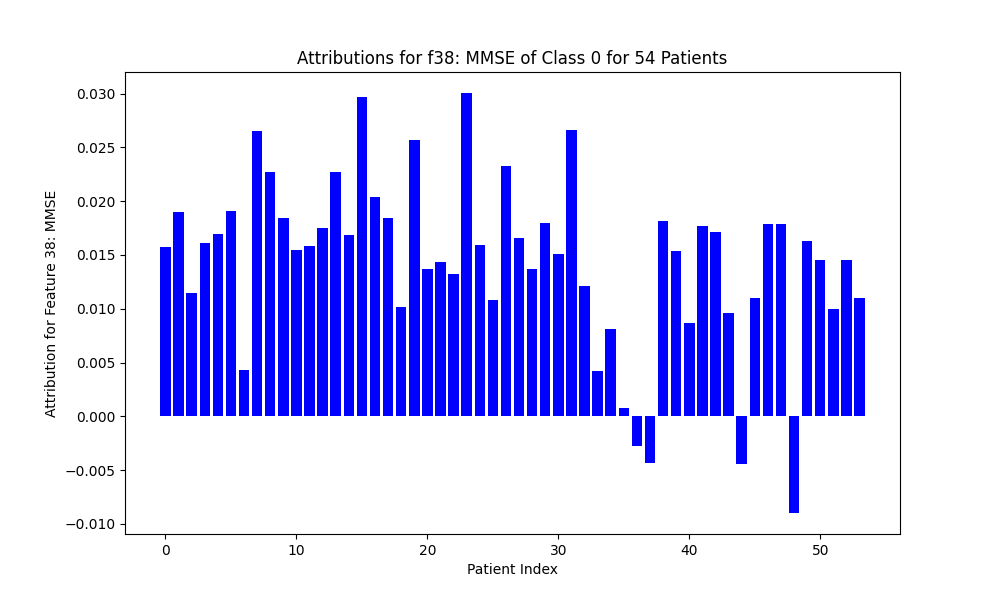 Attributions for f38: MMSE of Class 0 for 54 Patients
Attribution for Feature 38: MMSE
0.030
0.025
0.020
0.015
0.010
0.005
0.000
−0.005
−0.010
0 10 20 30 40 50
Patient Index